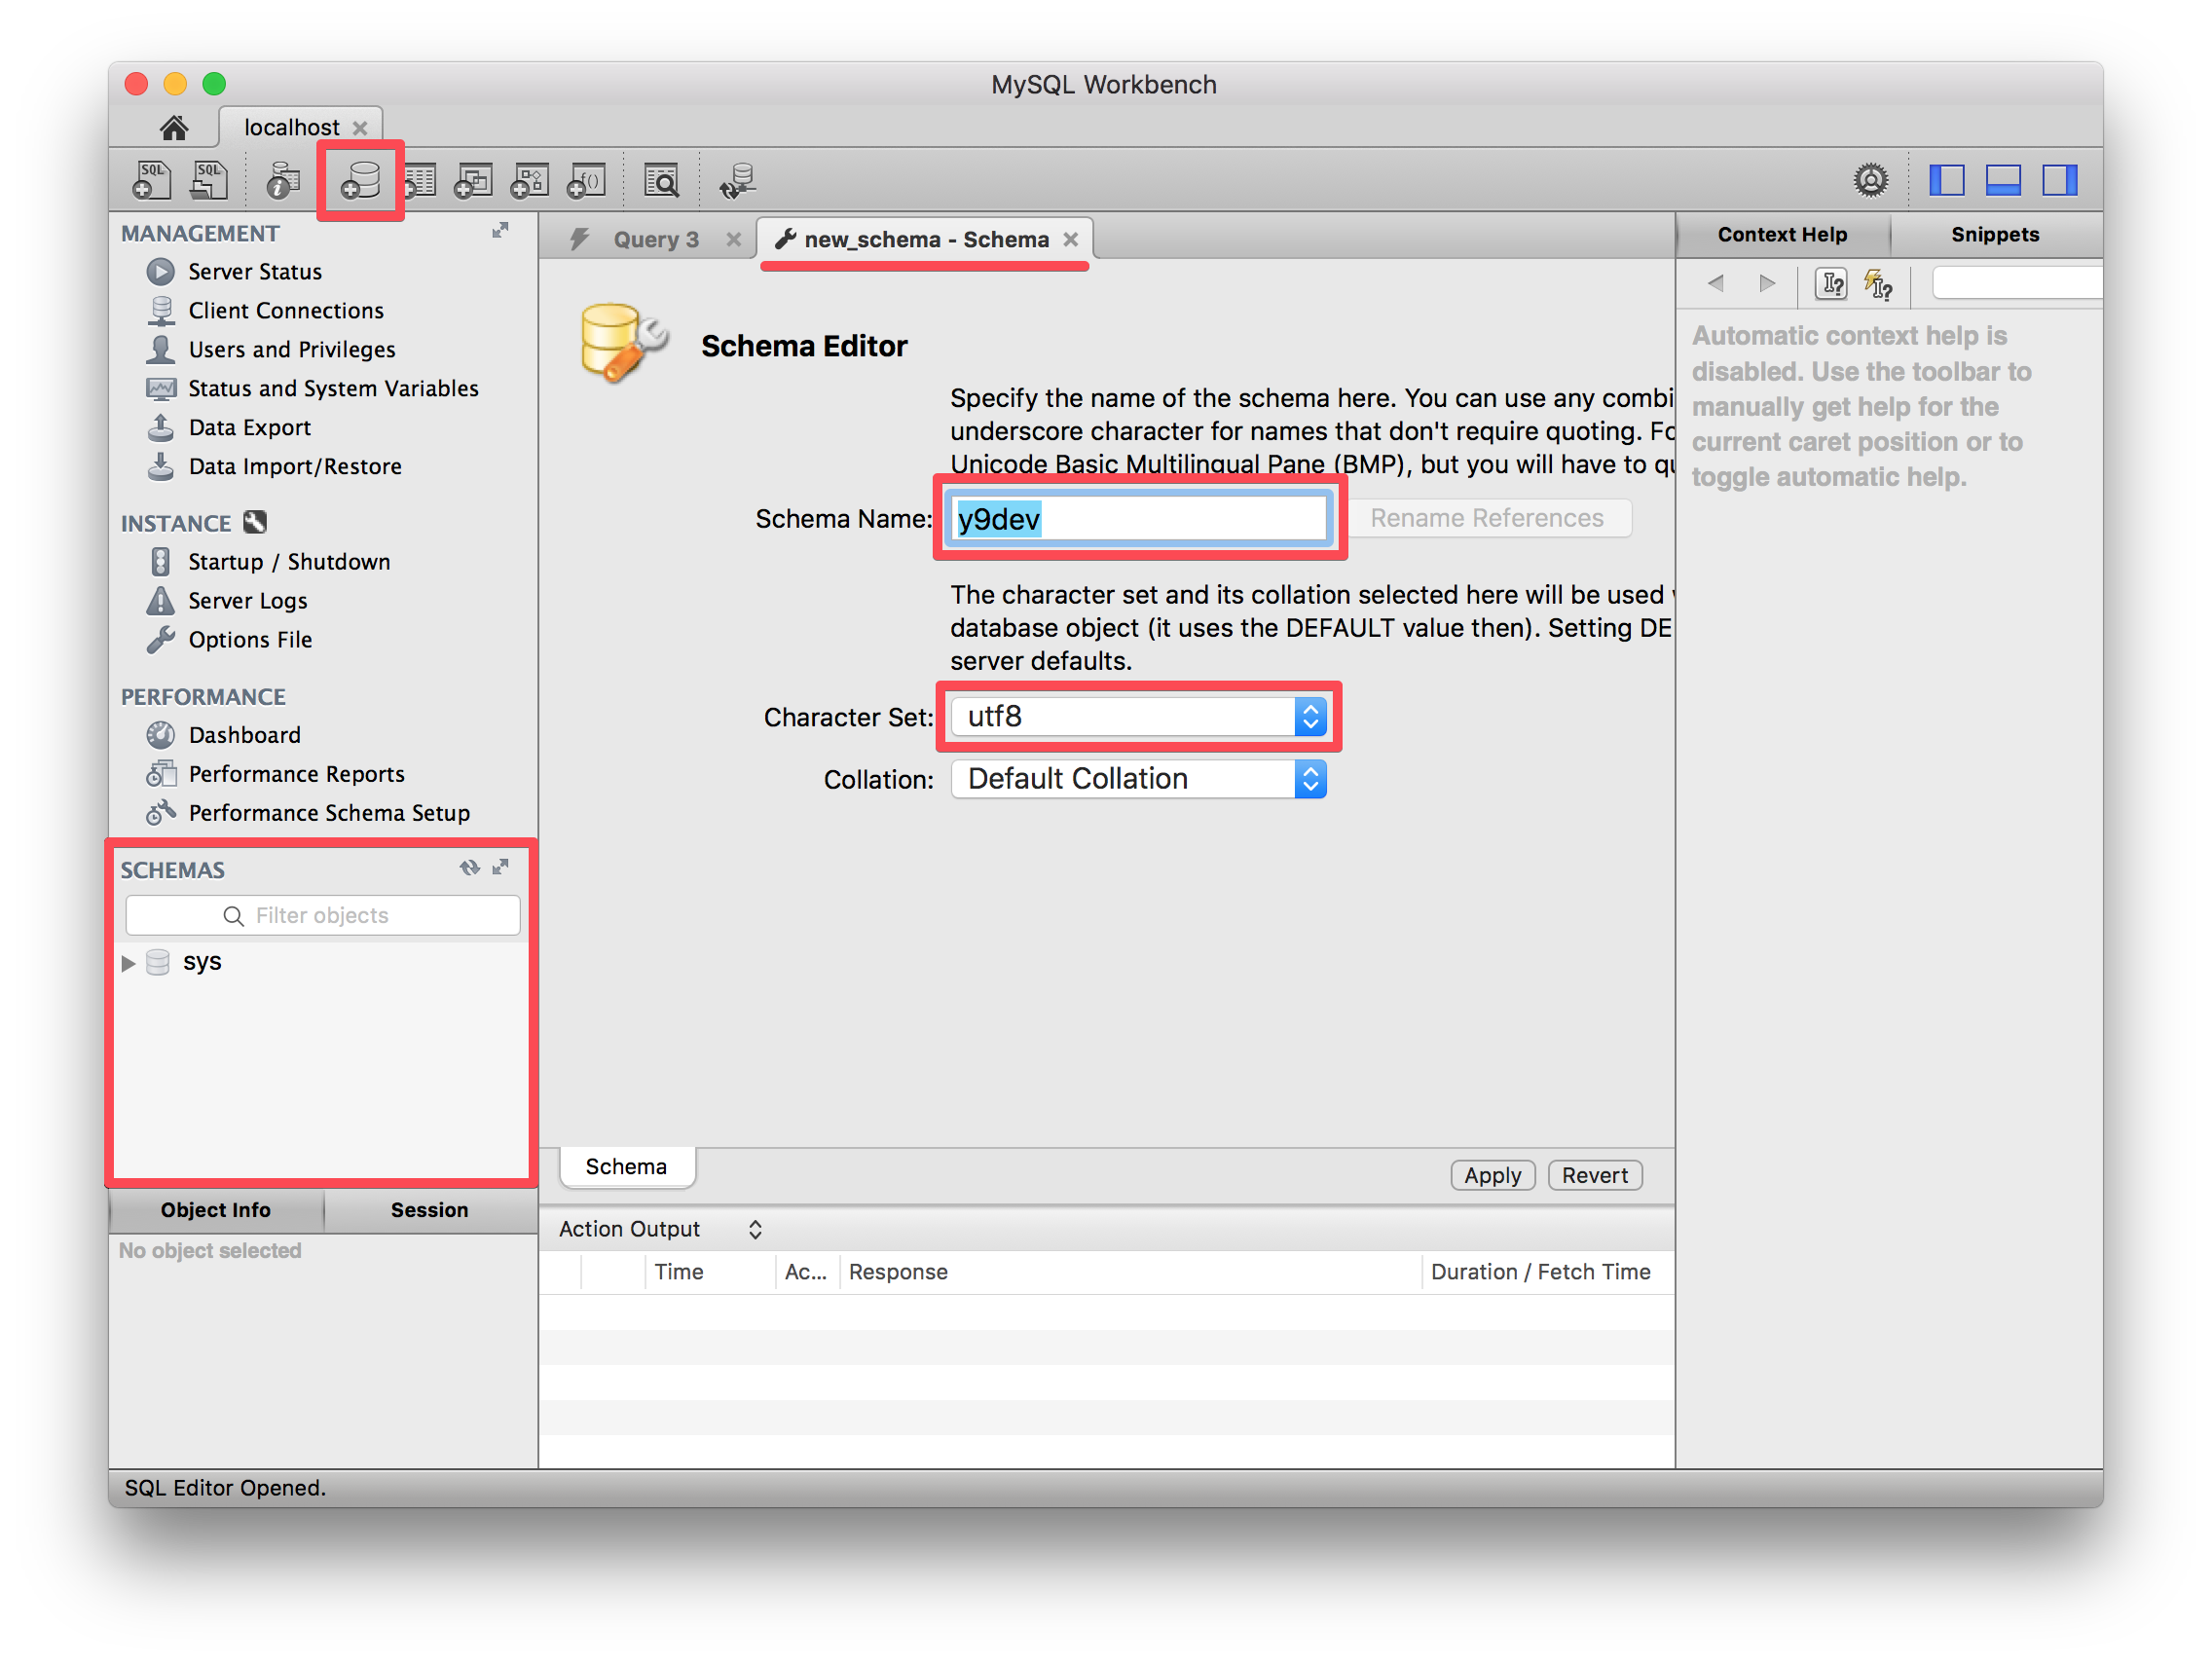 MySQL Workbench
localhost
SQL
SQL
f()
MANAGEMENT
Server Status
Client Connections
Users and Privileges
Status and System Variables
Data Export
Data Import/Restore
INSTANCE
Startup / Shutdown
Server Logs
Options File
PERFORMANCE
Dashboard
Performance Reports
Performance Schema Setup
SCHEMAS
Filter objects
sys
Object Info
Session
No object selected
Query 3
new_schema - Schema
Schema Editor
Specify the name of the schema here. You can use any combi
underscore character for names that don't require quoting. Fo
Unicode Basic Multilingual Pane (BMP), but you will have to qu
Schema Name:
y9dev
Rename References
The character set and its collation selected here will be used
database object (it uses the DEFAULT value then). Setting DE
server defaults.
Character Set:
utf8
Collation:
Default Collation
Schema
Apply
Revert
Action Output
Time
Ac...
Response
Duration / Fetch Time
Context Help
Snippets
Automatic context help is
disabled. Use the toolbar to
manually get help for the
current caret position or to
toggle automatic help.
SQL Editor Opened.